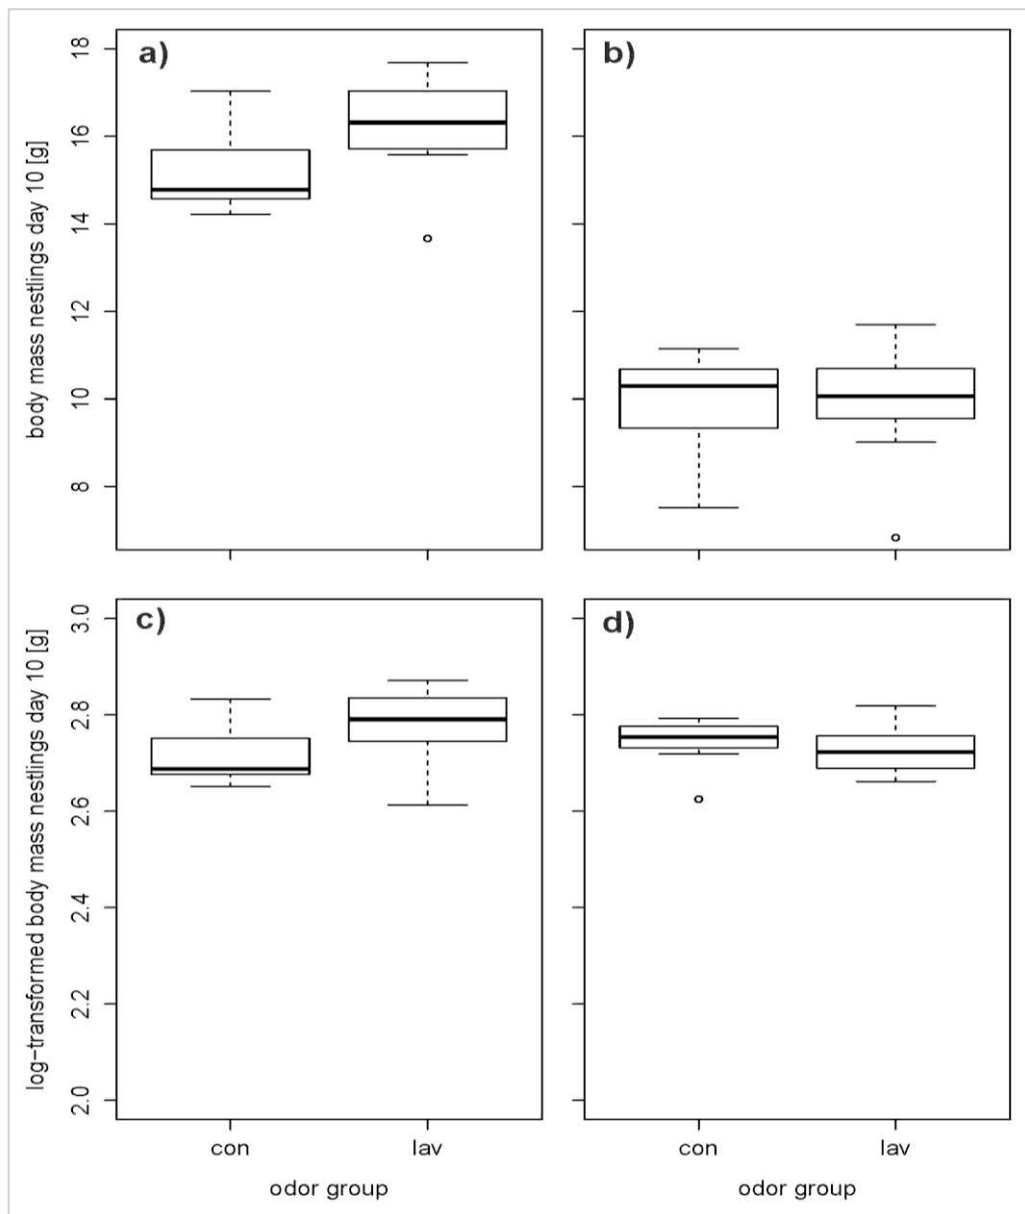 a)
b)
body mass nestlings day 10 [g]
18
16
14
12
10
8
c)
d)
log-transformed body mass nestlings day 10 [g]
3.0
2.8
2.6
2.4
2.2
2.0
con
lav
con
lav
odor group
odor group